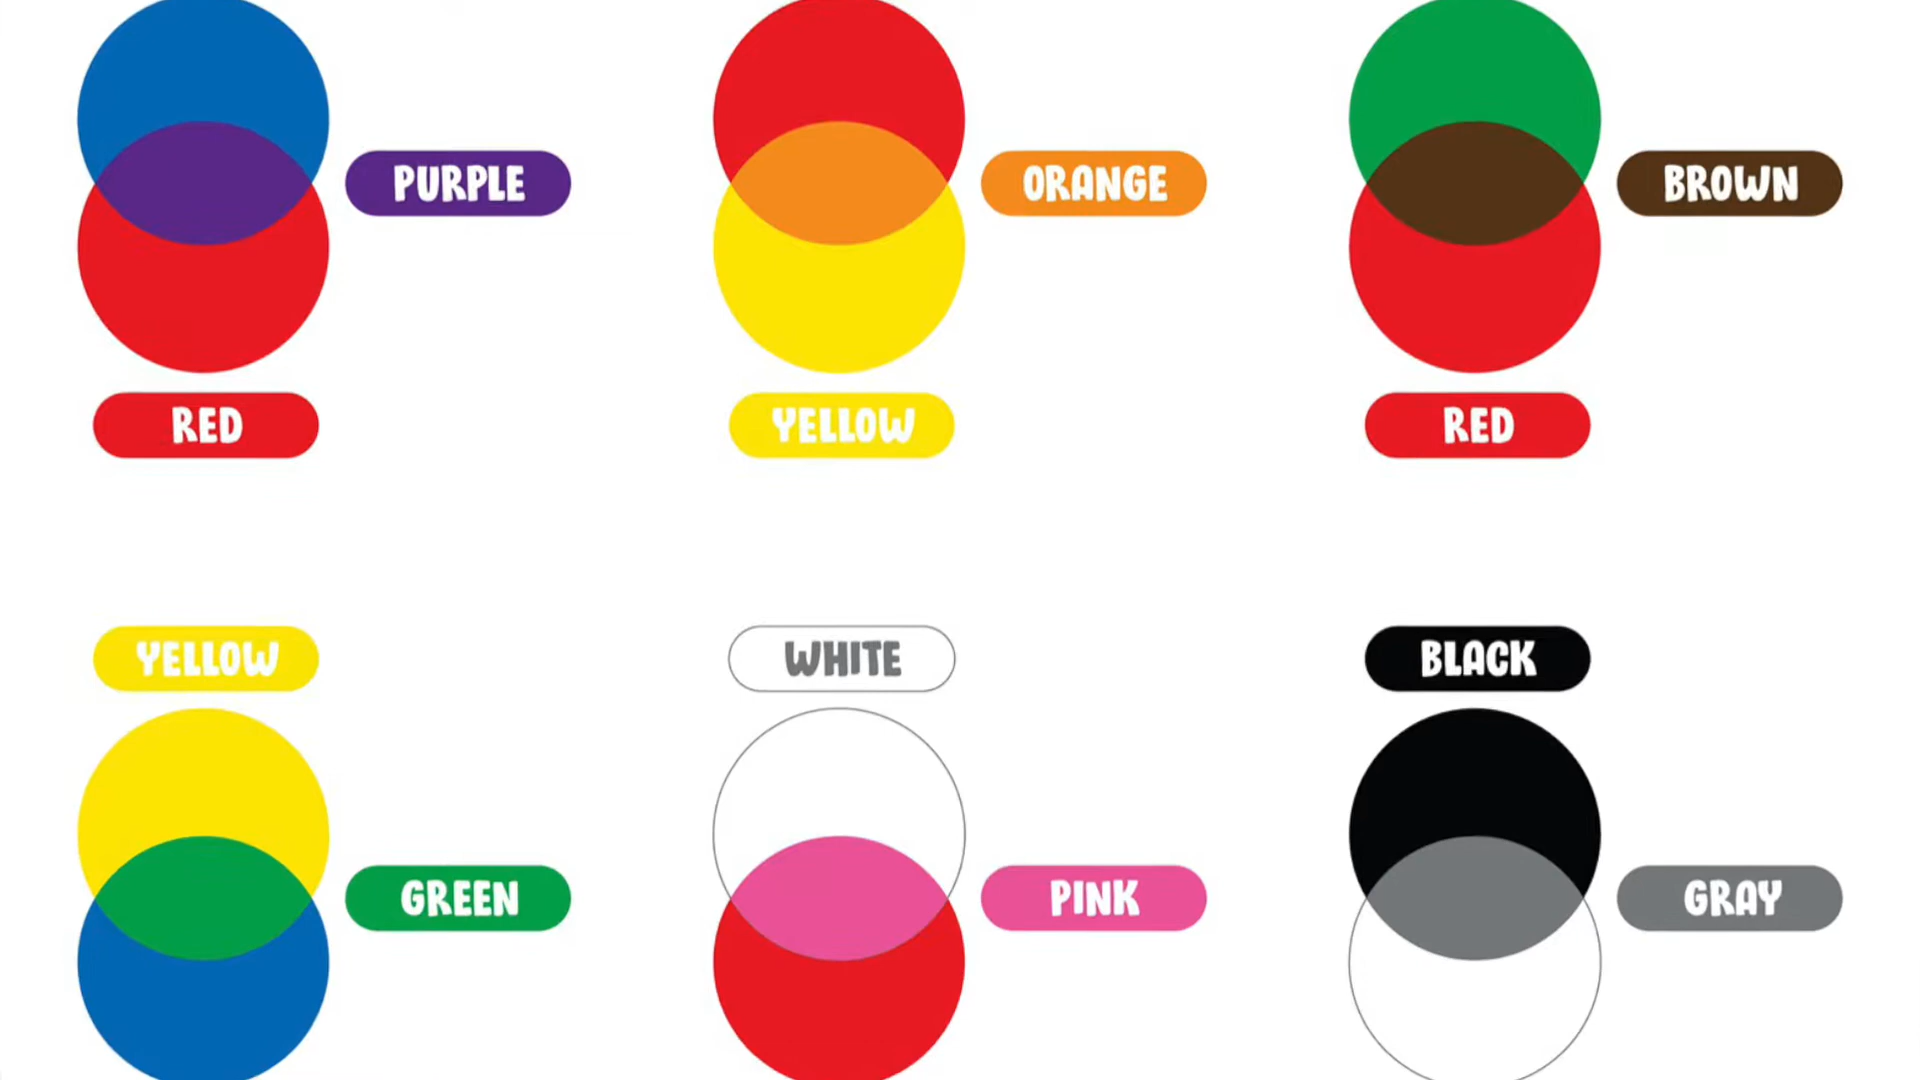 PURPLE
ORANGE
BROWN
RED
YELLOW
RED
YELLOW
WHITE
BLACK
GREEN
PINK
GRAY